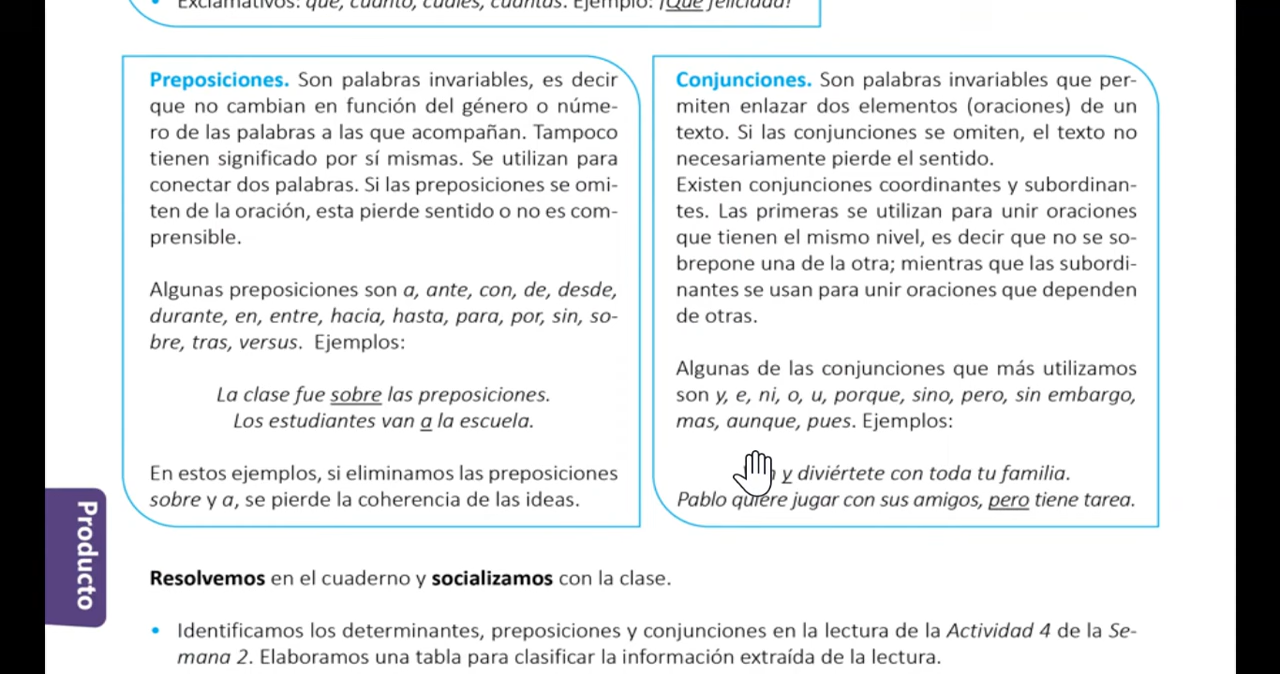 • Exclamativos: qué, cuánto, cuáles, cuántas. Ejemplo: ¡Qué felicidad!
Preposiciones. Son palabras invariables, es decir
que no cambian en función del género o núme-
ro de las palabras a las que acompañan. Tampoco
tienen significado por sí mismas. Se utilizan para
conectar dos palabras. Si las preposiciones se omi-
ten de la oración, esta pierde sentido o no es com-
prensible.
Algunas preposiciones son a, ante, con, de, desde,
durante, en, entre, hacia, hasta, para, por, sin, so-
bre, tras, versus. Ejemplos:
La clase fue sobre las preposiciones.
Los estudiantes van a la escuela.
En estos ejemplos, si eliminamos las preposiciones
sobre y a, se pierde la coherencia de las ideas.
Conjunciones. Son palabras invariables que per-
miten enlazar dos elementos (oraciones) de un
texto. Si las conjunciones se omiten, el texto no
necesariamente pierde el sentido.
Existen conjunciones coordinantes y subordinan-
tes. Las primeras se utilizan para unir oraciones
que tienen el mismo nivel, es decir que no se so-
brepone una de la otra; mientras que las subordi-
nantes se usan para unir oraciones que dependen
de otras.
Algunas de las conjunciones que más utilizamos
son y, e, ni, o, u, porque, sino, pero, sin embargo,
mas, aunque, pues. Ejemplos:
y diviértete con toda tu familia.
Pablo quiere jugar con sus amigos, pero tiene tarea.
Producto
Resolvemos en el cuaderno y socializamos con la clase.
• Identificamos los determinantes, preposiciones y conjunciones en la lectura de la Actividad 4 de la Se-
mana 2. Elaboramos una tabla para clasificar la información extraída de la lectura.